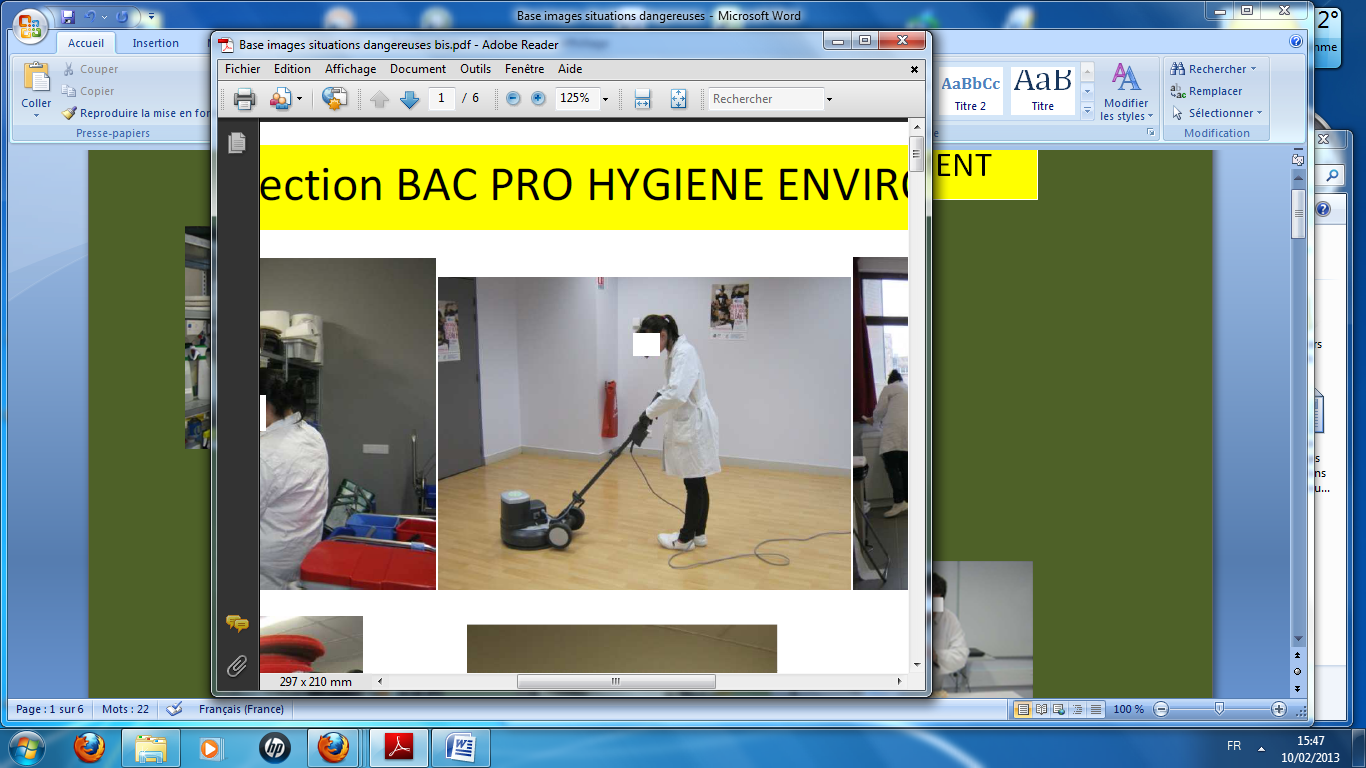 Base images situations dangereuses - Microsoft Word
2°
Accueil
Insertion
Base images situations dangereuses bis.pdf - Adobe Reader
Fichier Edition Affichage Document Outils Fenêtre Aide
1 / 6 125% Rechercher
Coller
Couper
Copier
Reproduire la mise en for
Presse-papiers
AaBbCc
Titre 2
AaB
Titre
Modifier
les styles
Rechercher
Remplacer
Sélectionner
Modification
ection BAC PRO HYGIENE ENVIRO
ENT
297 x 210 mm
Page : 1 sur 6 Mots : 22 Français (France)
100 %
FR
15:47
10/02/2013